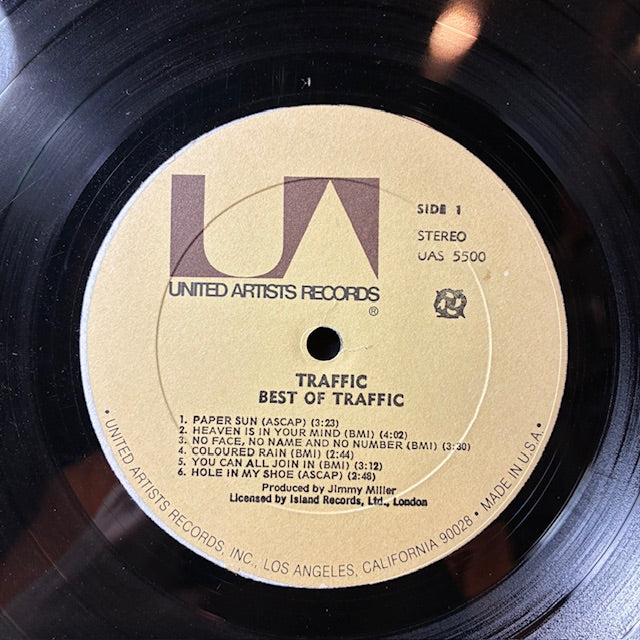 UA
UNITED ARTISTS RECORDS
®
SIDE 1
STEREO
UAS 5500
TRAFFIC
BEST OF TRAFFIC
1. PAPER SUN (ASCAP) (3:23)
2. HEAVEN IS IN YOUR MIND (BMI) (4:02)
3. NO FACE, NO NAME AND NO NUMBER (BMI) (3:30)
4. COLOURED RAIN (BMI) (2:44)
5. YOU CAN ALL JOIN IN (BMI) (3:12)
6. HOLE IN MY SHOE (ASCAP) (2:48)
Produced by Jimmy Miller
Licensed by Island Records, Ltd., London
• UNITED ARTISTS RECORDS, INC., LOS ANGELES, CALIFORNIA 90028 • MADE IN U.S.A. •